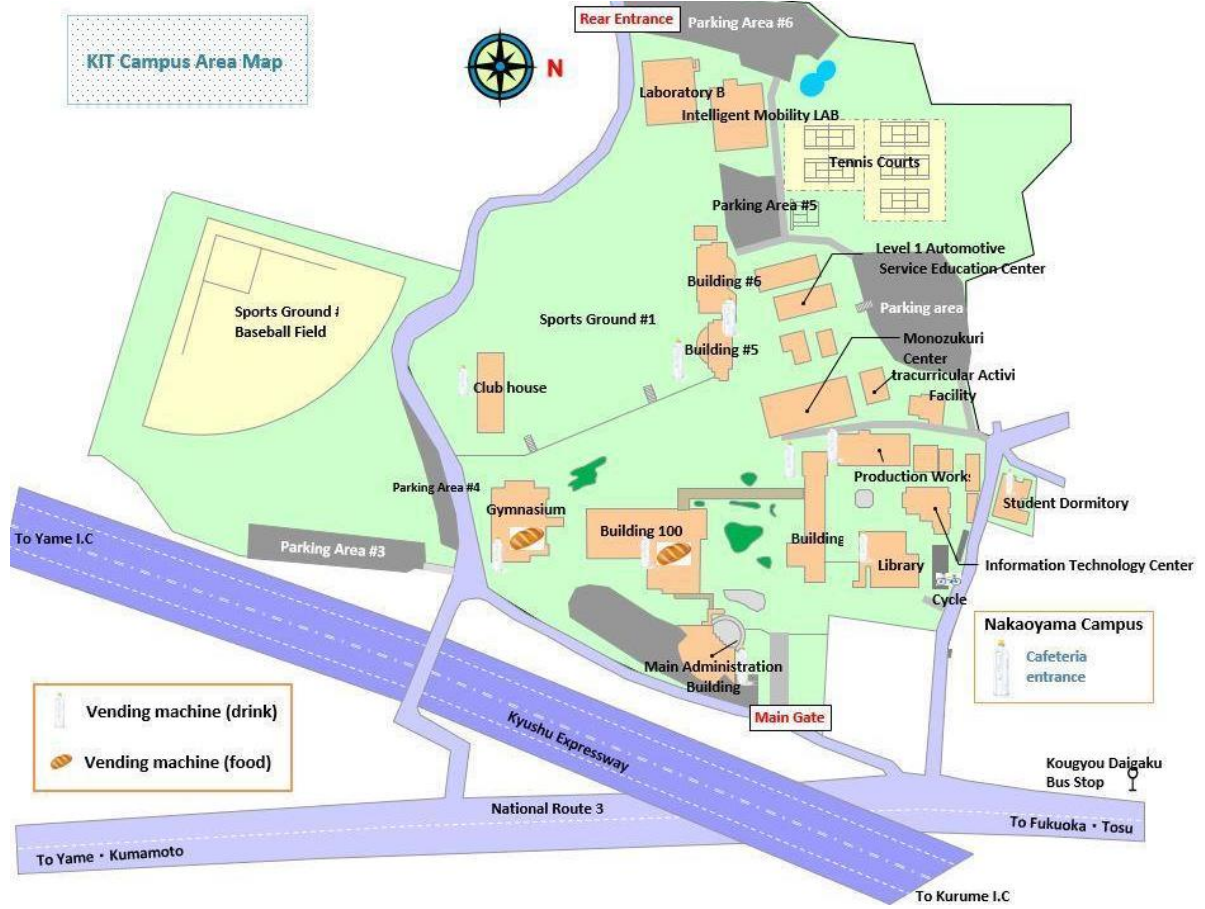 Rear Entrance
Parking Area #6
KIT Campus Area Map
N
Laboratory B
Intelligent Mobility LAB
Tennis Courts
Parking Area #5
Level 1 Automotive
Service Education Center
Building #6
Parking area
Sports Ground #
Baseball Field
Sports Ground #1
Building #5
Monozukuri
Center
tracurricular Activi
Facility
Club house
Production Works
Parking Area #4
Gymnasium
Student Dormitory
Building 100
Building
To Yame I.C
Parking Area #3
Library
Information Technology Center
Cycle
Nakaoyama Campus
Cafeteria
entrance
Main Administration
Building
Main Gate
Vending machine (drink)
Vending machine (food)
Kyushu Expressway
Kougyou Daigaku
Bus Stop
National Route 3
To Fukuoka・Tosu
To Yame・Kumamoto
To Kurume I.C